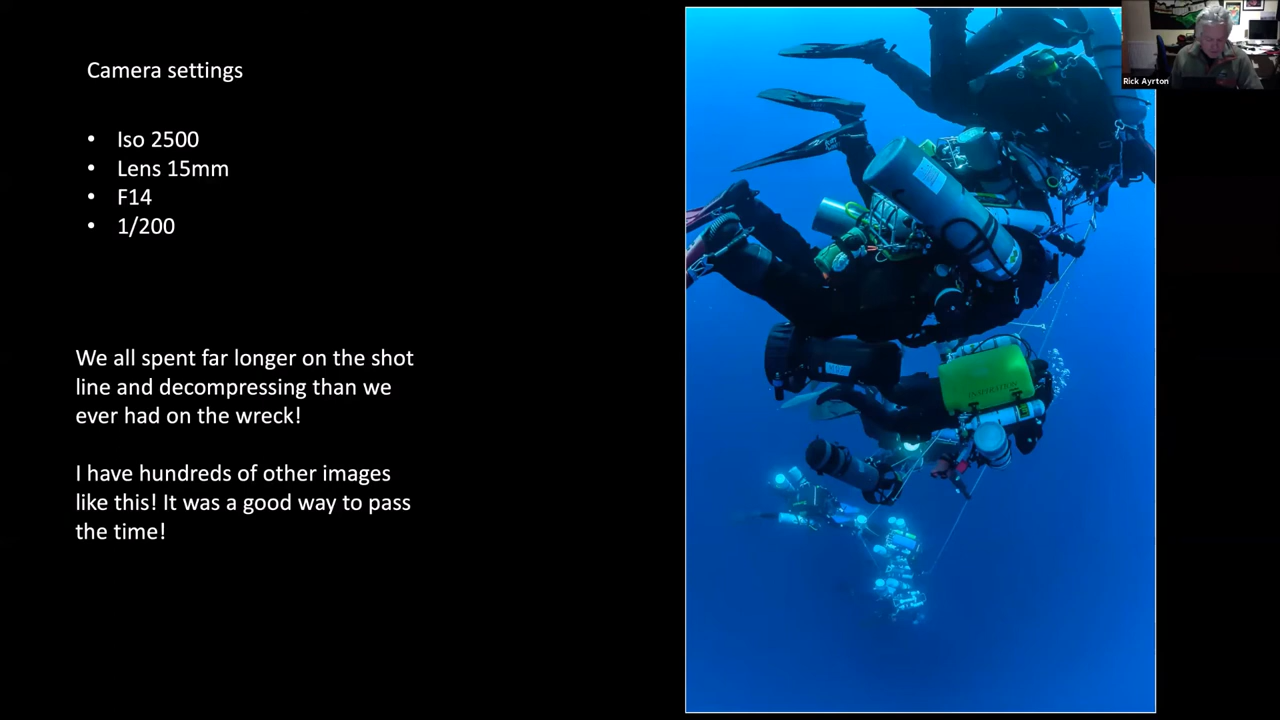 Camera settings
• Iso 2500
• Lens 15mm
• F14
• 1/200
We all spent far longer on the shot
line and decompressing than we
ever had on the wreck!
I have hundreds of other images
like this! It was a good way to pass
the time!
Rick Ayrton